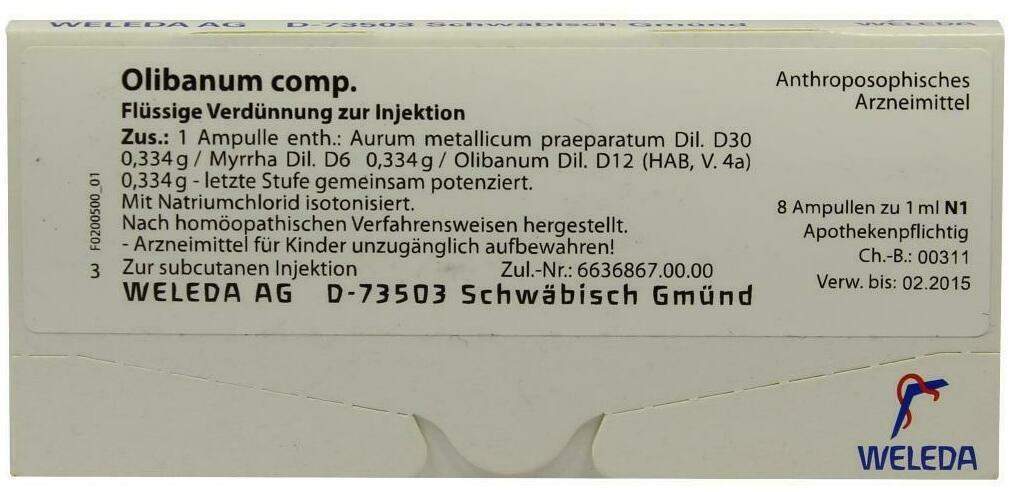 WELEDA AG D-73503 Schwäbisch Gmünd WELEDA
Olibanum comp.
Flüssige Verdünnung zur Injektion
Zus.: 1 Ampulle enth.: Aurum metallicum praeparatum Dil. D30
0,334g / Myrrha Dil. D6 0,334g / Olibanum Dil. D12 (HAB, V. 4a)
0,334g - letzte Stufe gemeinsam potenziert.
Mit Natriumchlorid isotonisiert.
Nach homöopathischen Verfahrensweisen hergestellt.
- Arzneimittel für Kinder unzugänglich aufbewahren!
Zur subcutanen Injektion Zul.-Nr.: 6636867.00.00
WELEDA AG D-73503 Schwäbisch Gmünd
F0200500_01
3
Anthroposophisches
Arzneimittel
8 Ampullen zu 1 ml N1
Apothekenpflichtig
Ch.-B.: 00311
Verw. bis: 02.2015
WELEDA